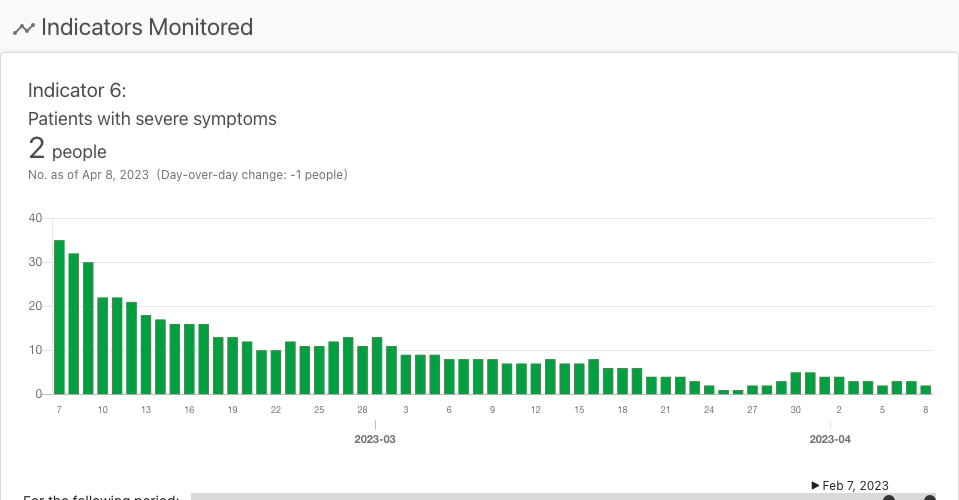 Indicators Monitored
Indicator 6:
Patients with severe symptoms
2 people
No. as of Apr 8, 2023 (Day-over-day change: -1 people)
40
30
20
10
0
7 10 13 16 19 22 25 28 3 6 9 12 15 18 21 24 27 30 2 5 8
2023-03 2023-04
▶ Feb 7, 2023
For the following period: